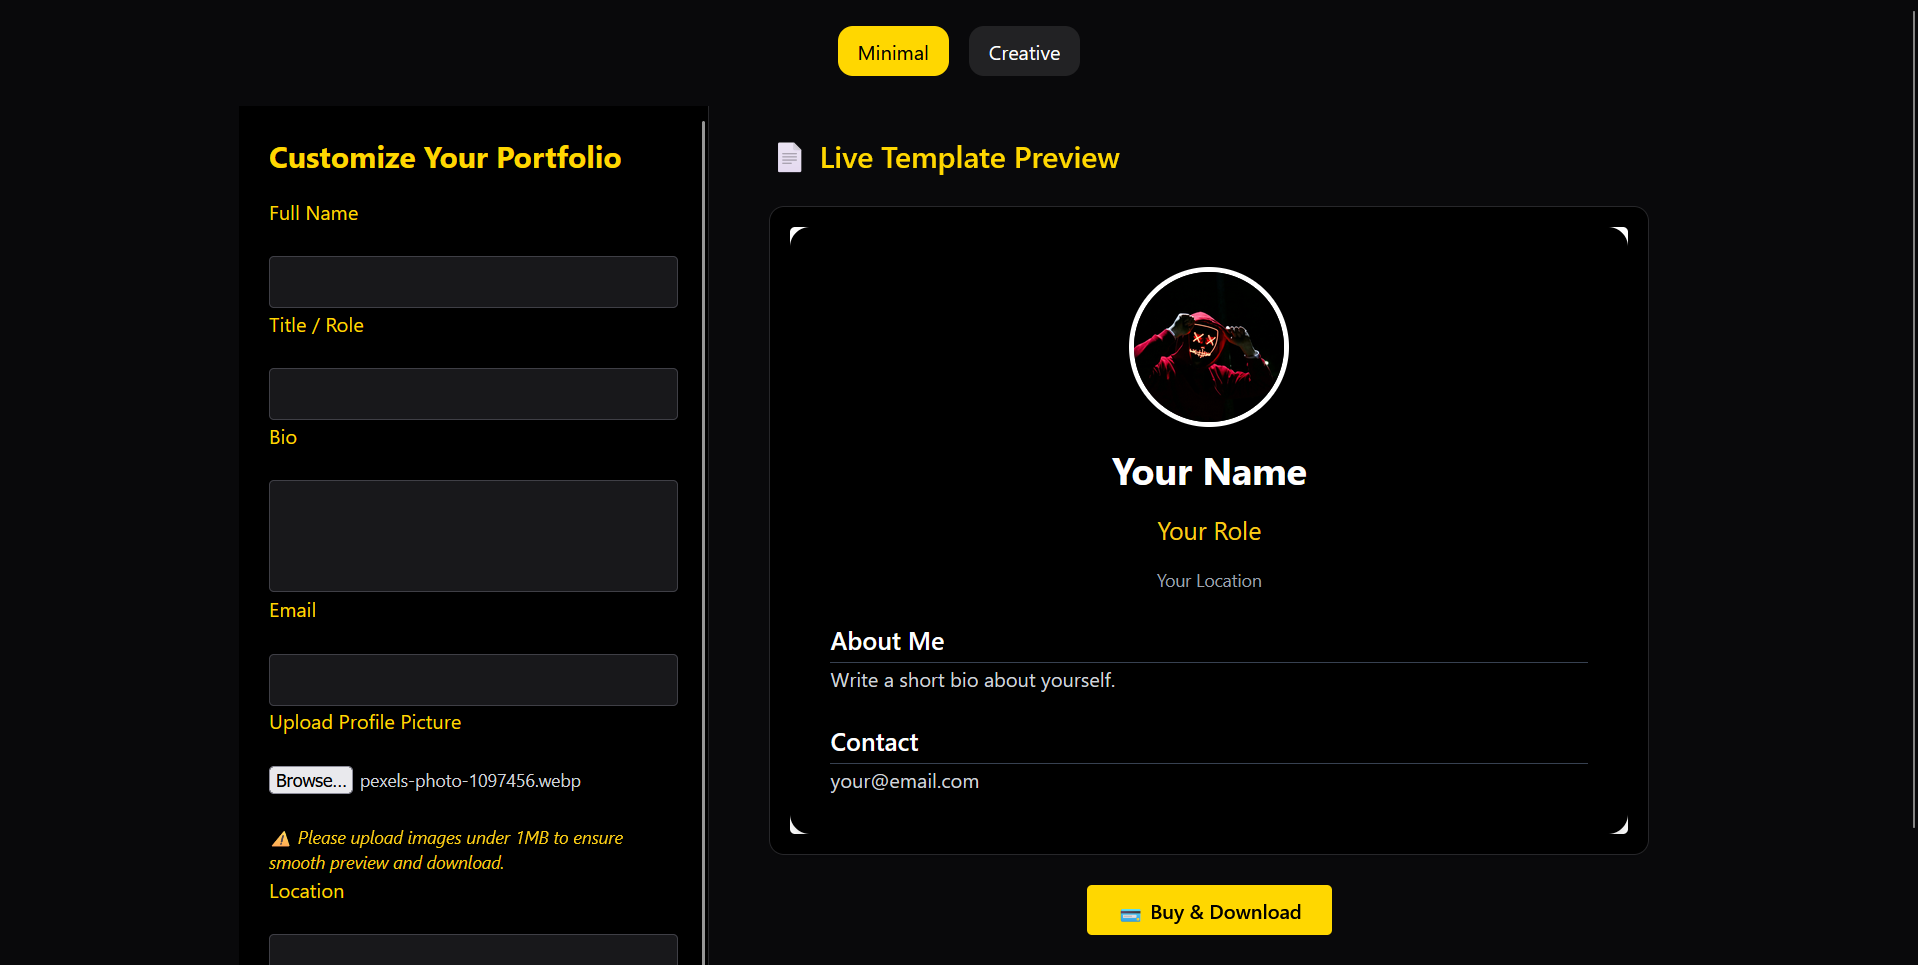 Minimal
Creative
Customize Your Portfolio
Full Name
Title / Role
Bio
Email
Upload Profile Picture
Browse... pexels-photo-1097456.webp
⚠️ Please upload images under 1MB to ensure
smooth preview and download.
Location
📄 Live Template Preview
Your Name
Your Role
Your Location
About Me
Write a short bio about yourself.
Contact
your@email.com
💳 Buy & Download